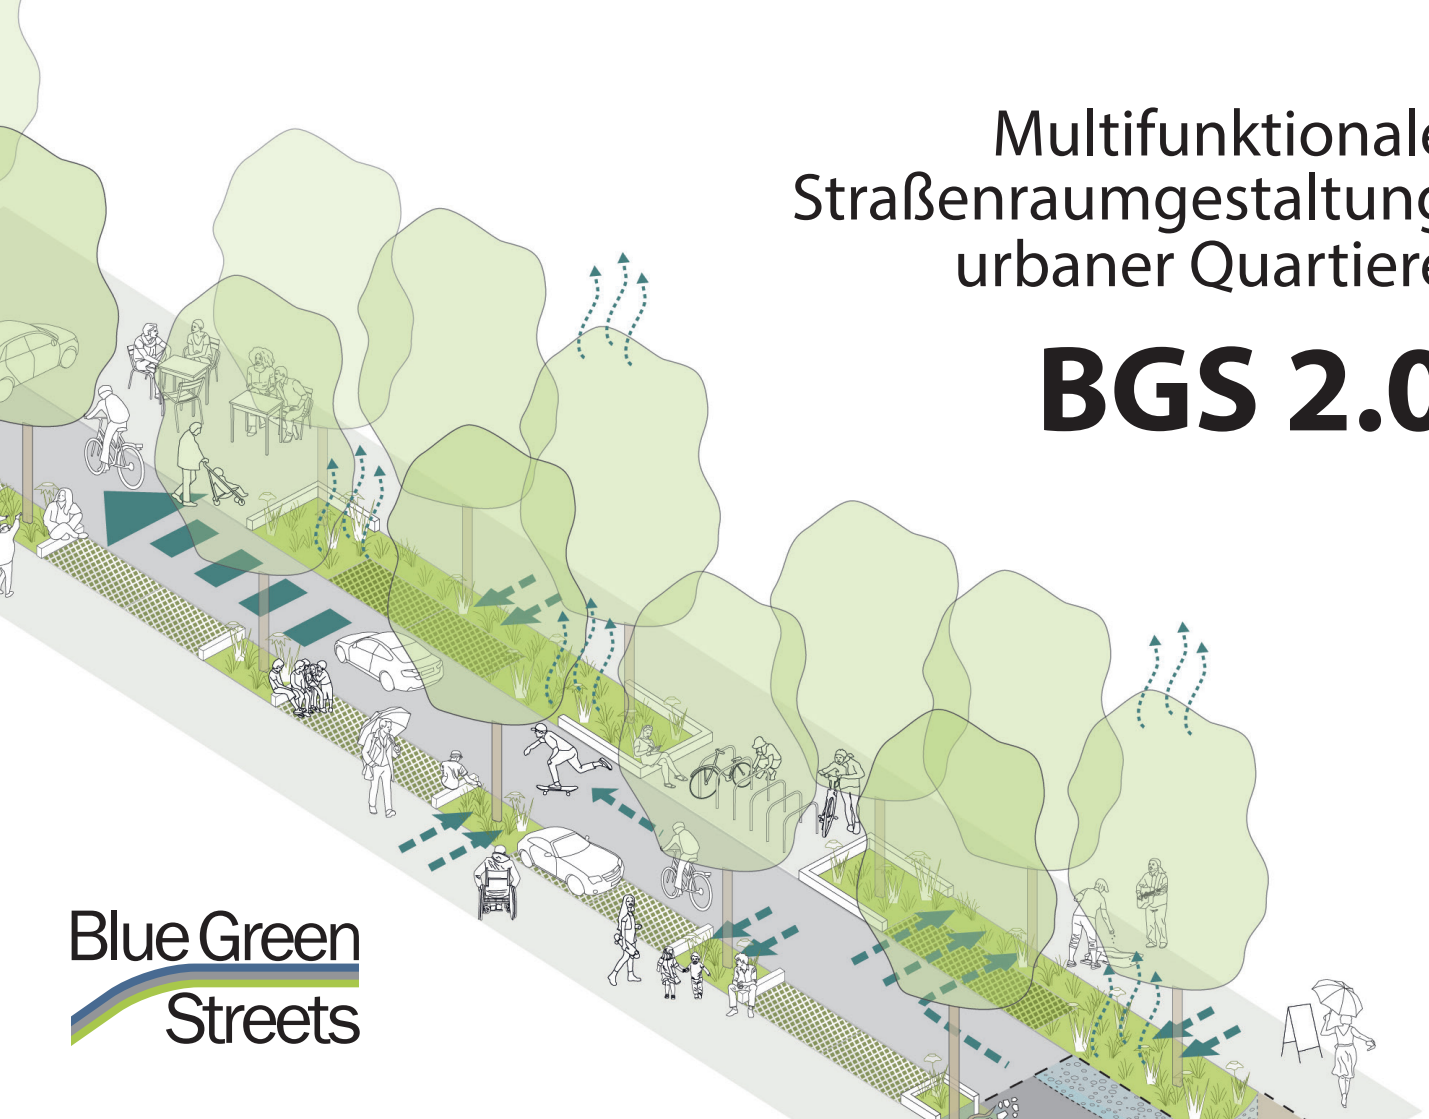 Multifunktionale
Straßenraumgestaltung
urbaner Quartiere
BGS 2.0
Blue Green
Streets